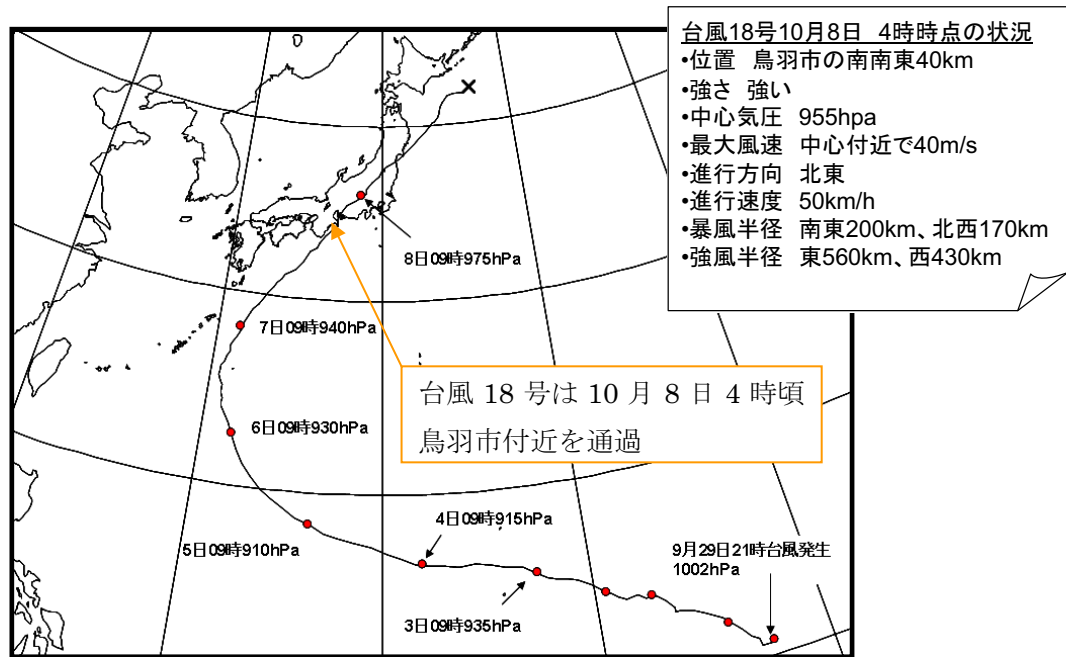 台風18号10月8日 4時時点の状況
•位置 鳥羽市の南南東40km
•強さ 強い
•中心気圧 955hpa
•最大風速 中心付近で40m/s
•進行方向 北東
•進行速度 50km/h
•暴風半径 南東200km、北西170km
•強風半径 東560km、西430km
8日09時975hPa
7日09時940hPa
台風 18 号は 10 月 8 日 4 時頃
鳥羽市付近を通過
6日09時930hPa
5日09時910hPa
4日09時915hPa
3日09時935hPa
9月29日21時台風発生
1002hPa